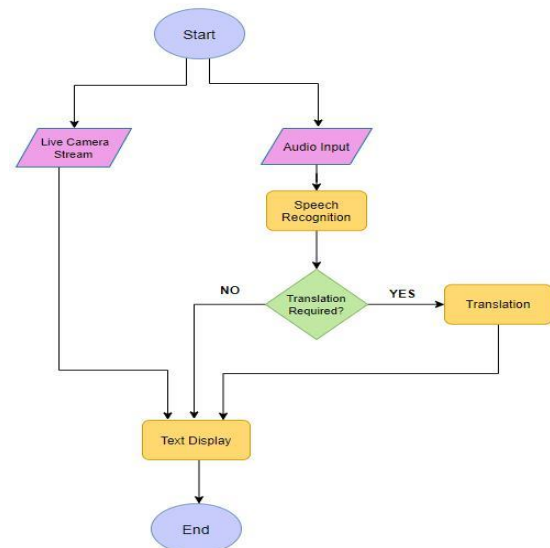 Start
Live Camera
Stream
Audio Input
Speech
Recognition
Translation
Required?
NO
YES
Translation
Text Display
End